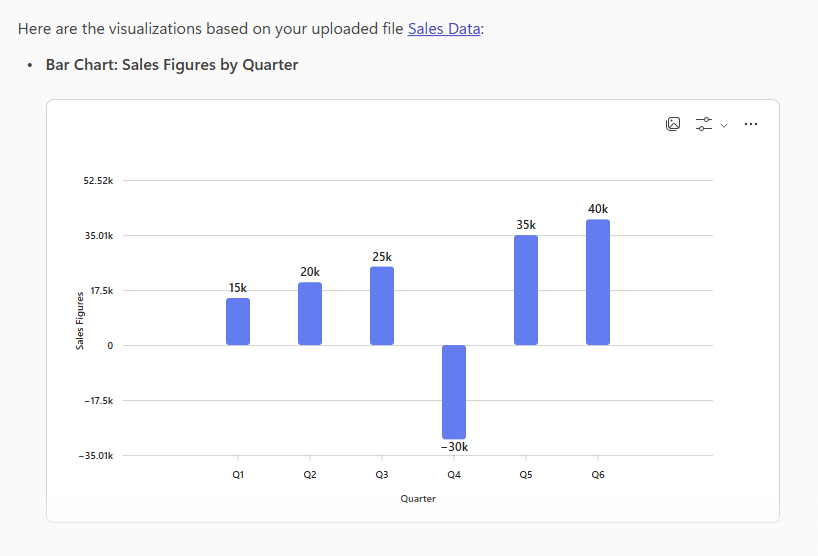 Here are the visualizations based on your uploaded file Sales Data:
• Bar Chart: Sales Figures by Quarter
52.52k
35.01k
17.5k
0
−17.5k
−35.01k
Sales Figures
15k
20k
25k
−30k
35k
40k
Q1 Q2 Q3 Q4 Q5 Q6
Quarter